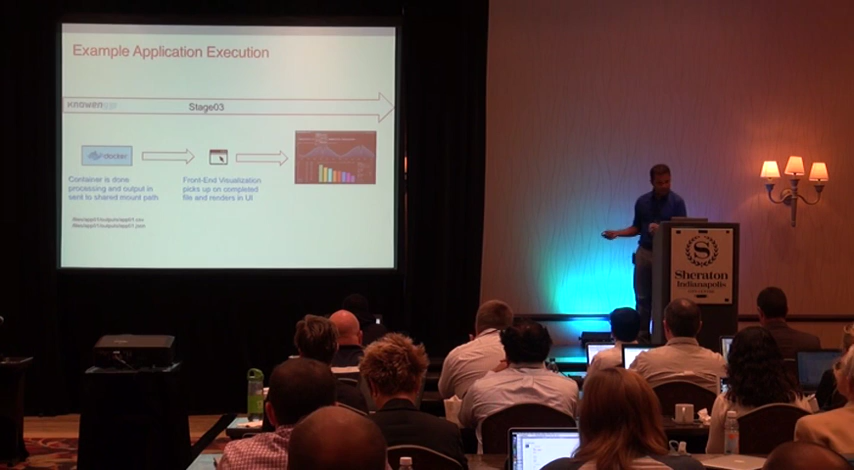 Example Application Execution
Knowen
Stage03
docker
Container is done
processing and output in
sent to shared mount path
Front-End Visualization
picks up on completed
file and renders in UI
S
Sheraton
Indianapolis